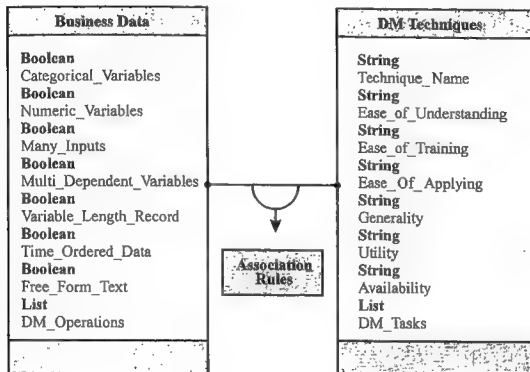 Business Data
Boolean
Categorical_Variables
Boolean
Numeric_Variables
Boolean
Many_Inputs
Boolean
Multi_Dependent_Variables
Boolean
Variable_Length_Record
Boolean
Time_Ordered_Data
Boolean
Free_Form_Text
List
DM_Operations
Association
Rules
DM Techniques
String
Technique_Name
String
Ease_of_Understanding
String
Ease_of_Training
String
Ease_Of_Applying
String
Generality
String
Utility
String
Availability
List
DM_Tasks